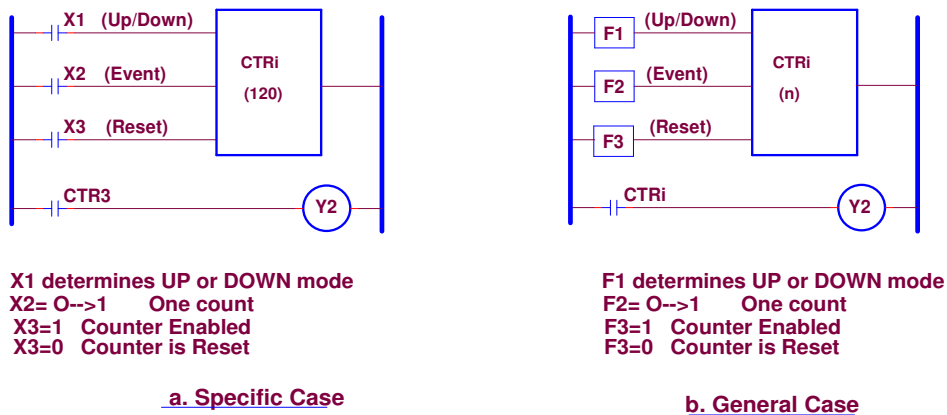 X1 (Up/Down)
CTRi
X2 (Event)
(120)
X3 (Reset)
CTR3
Y2
X1 determines UP or DOWN mode
X2= O-->1 One count
X3=1 Counter Enabled
X3=0 Counter is Reset
a. Specific Case
F1 (Up/Down)
CTRi
F2 (Event)
(n)
F3 (Reset)
CTRi
Y2
F1 determines UP or DOWN mode
F2= O-->1 One count
F3=1 Counter Enabled
F3=0 Counter is Reset
b. General Case